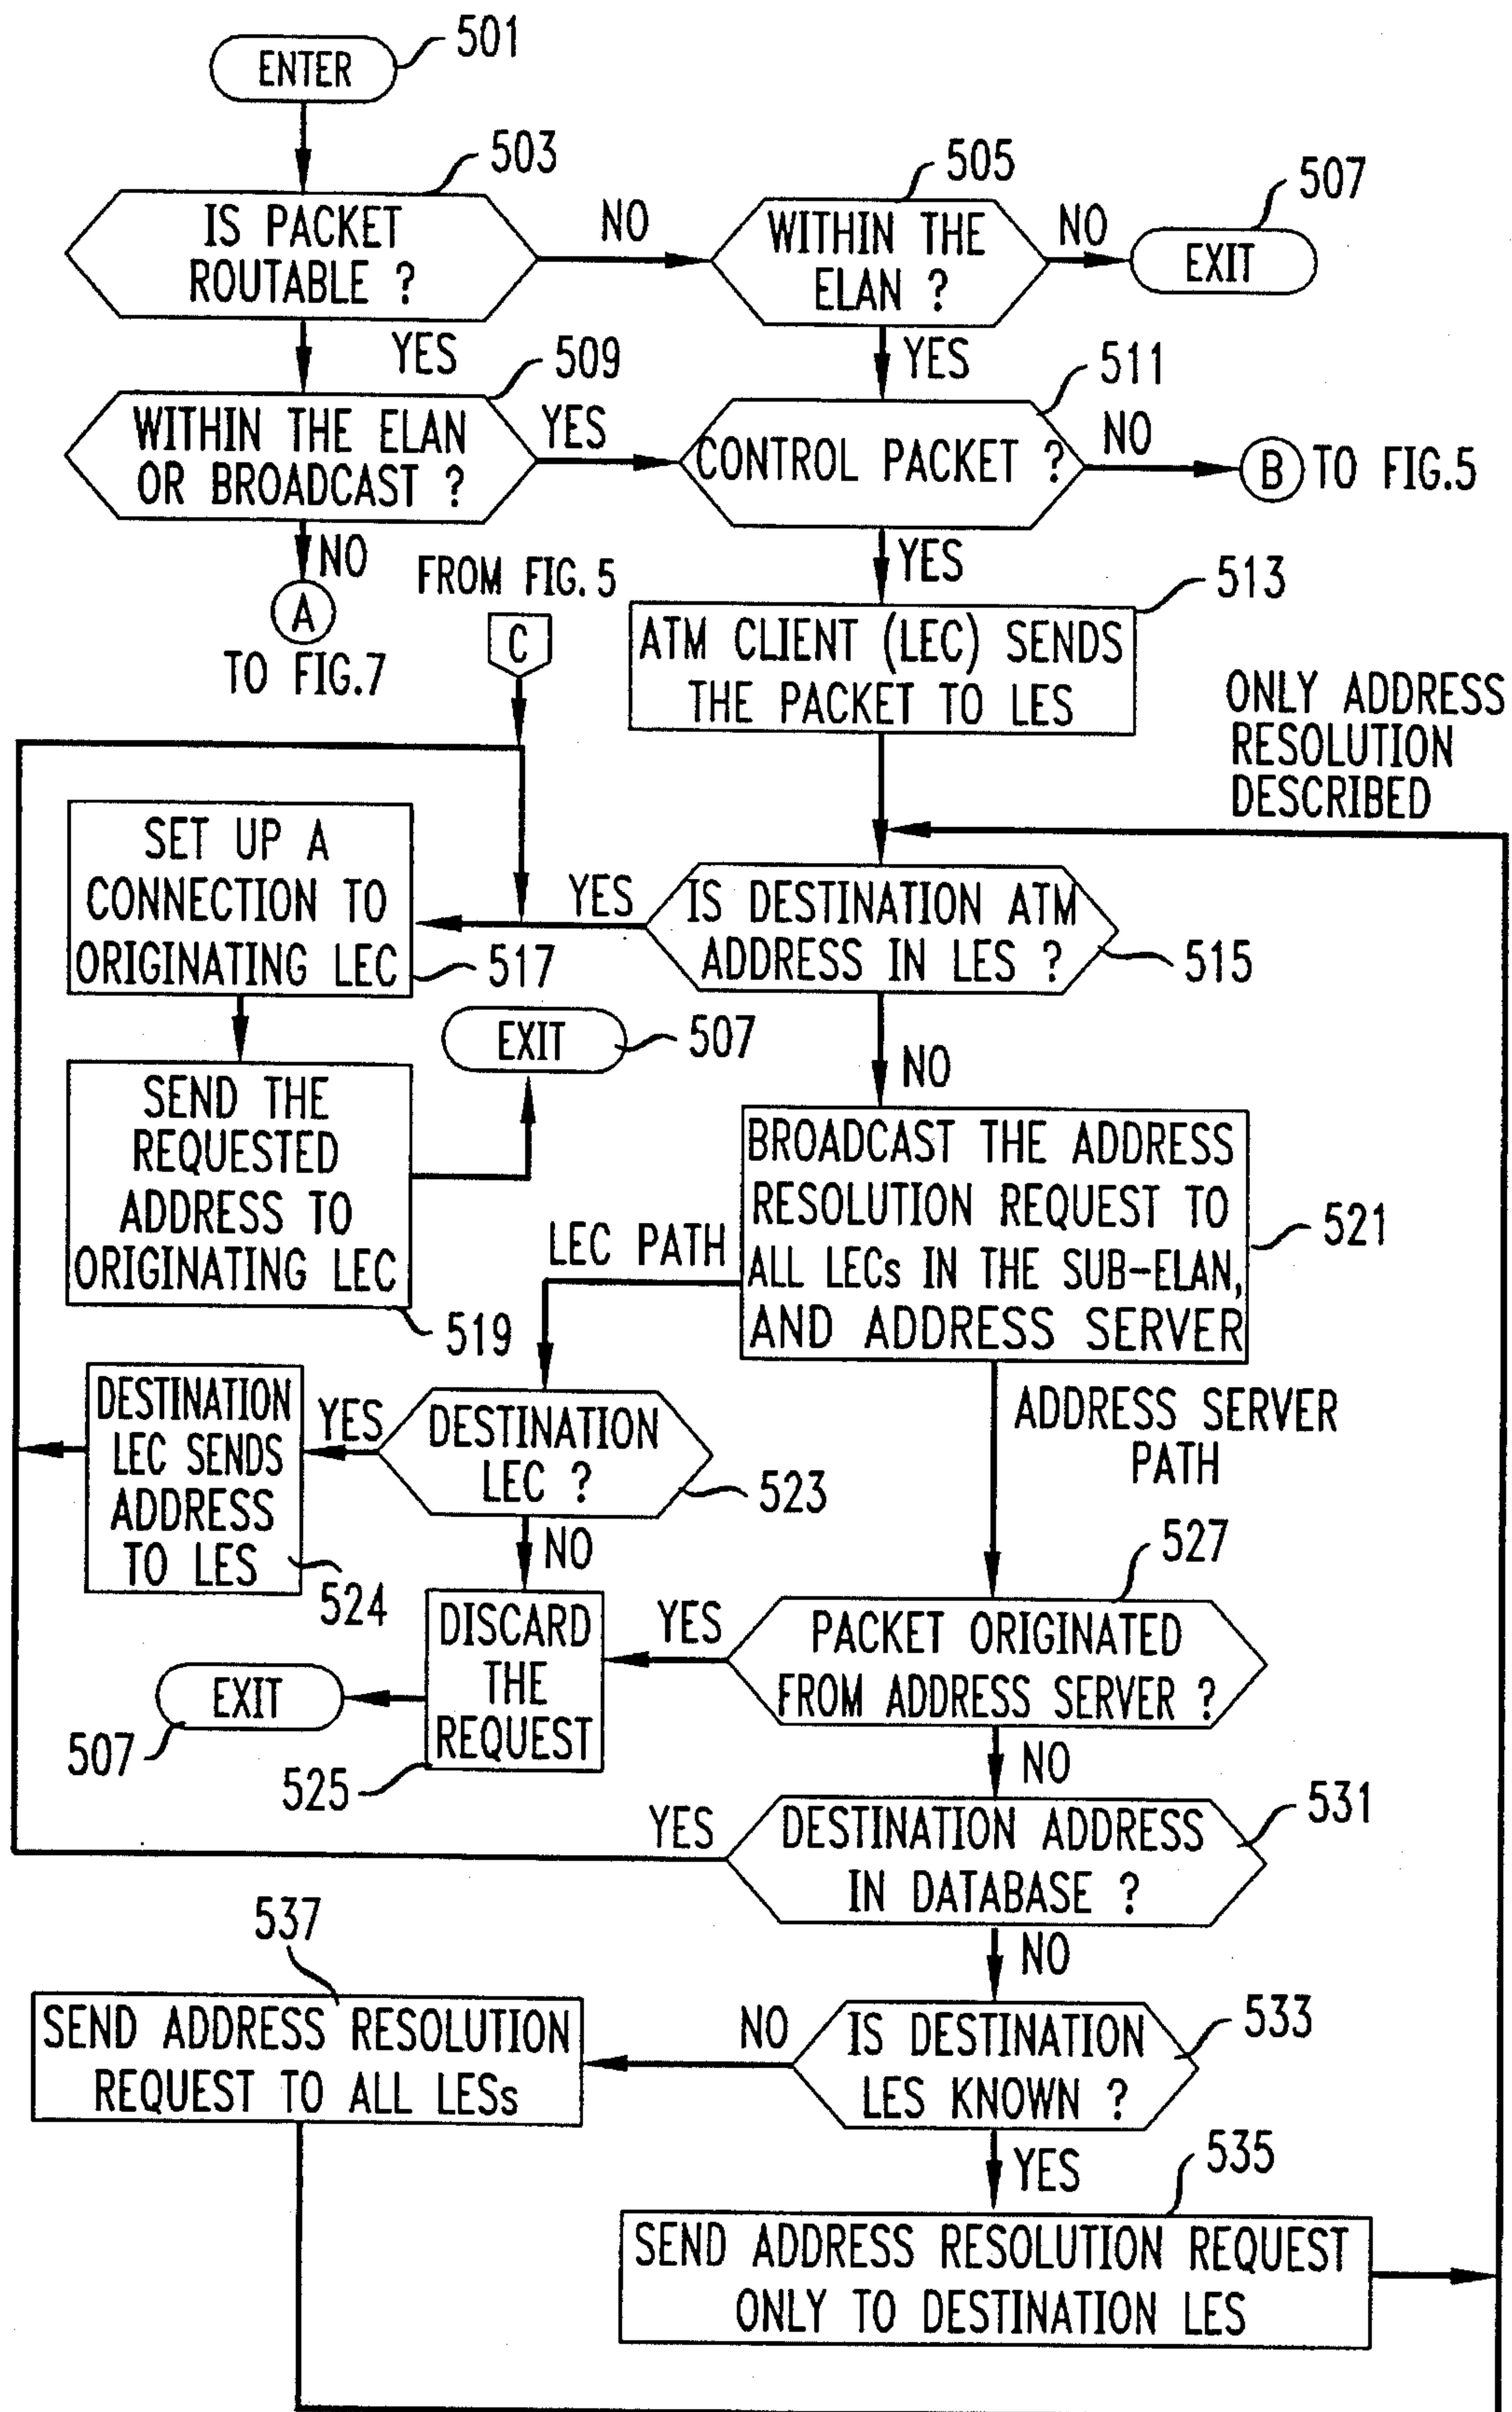 ENTER
501
503
IS PACKET
ROUTABLE ?
NO
505
WITHIN THE
ELAN ?
NO
507
EXIT
YES
YES
509
WITHIN THE ELAN
OR BROADCAST ?
YES
511
CONTROL PACKET ?
NO
B
TO FIG.5
NO
A
TO FIG.7
FROM FIG. 5
C
YES
513
ATM CLIENT (LEC) SENDS
THE PACKET TO LES
ONLY ADDRESS
RESOLUTION
DESCRIBED
SET UP A
CONNECTION TO
ORIGINATING LEC
517
YES
IS DESTINATION ATM
ADDRESS IN LES ?
515
EXIT
507
NO
SEND THE
REQUESTED
ADDRESS TO
ORIGINATING LEC
519
BROADCAST THE ADDRESS
RESOLUTION REQUEST TO
ALL LECs IN THE SUB-ELAN,
AND ADDRESS SERVER
521
LEC PATH
ADDRESS SERVER
PATH
DESTINATION
LEC SENDS
ADDRESS
TO LES
524
YES
DESTINATION
LEC ?
523
NO
527
DISCARD
THE
REQUEST
525
YES
PACKET ORIGINATED
FROM ADDRESS SERVER ?
EXIT
507
NO
YES
DESTINATION ADDRESS
IN DATABASE ?
531
NO
537
SEND ADDRESS RESOLUTION
REQUEST TO ALL LESs
NO
IS DESTINATION
LES KNOWN ?
533
YES
535
SEND ADDRESS RESOLUTION REQUEST
ONLY TO DESTINATION LES